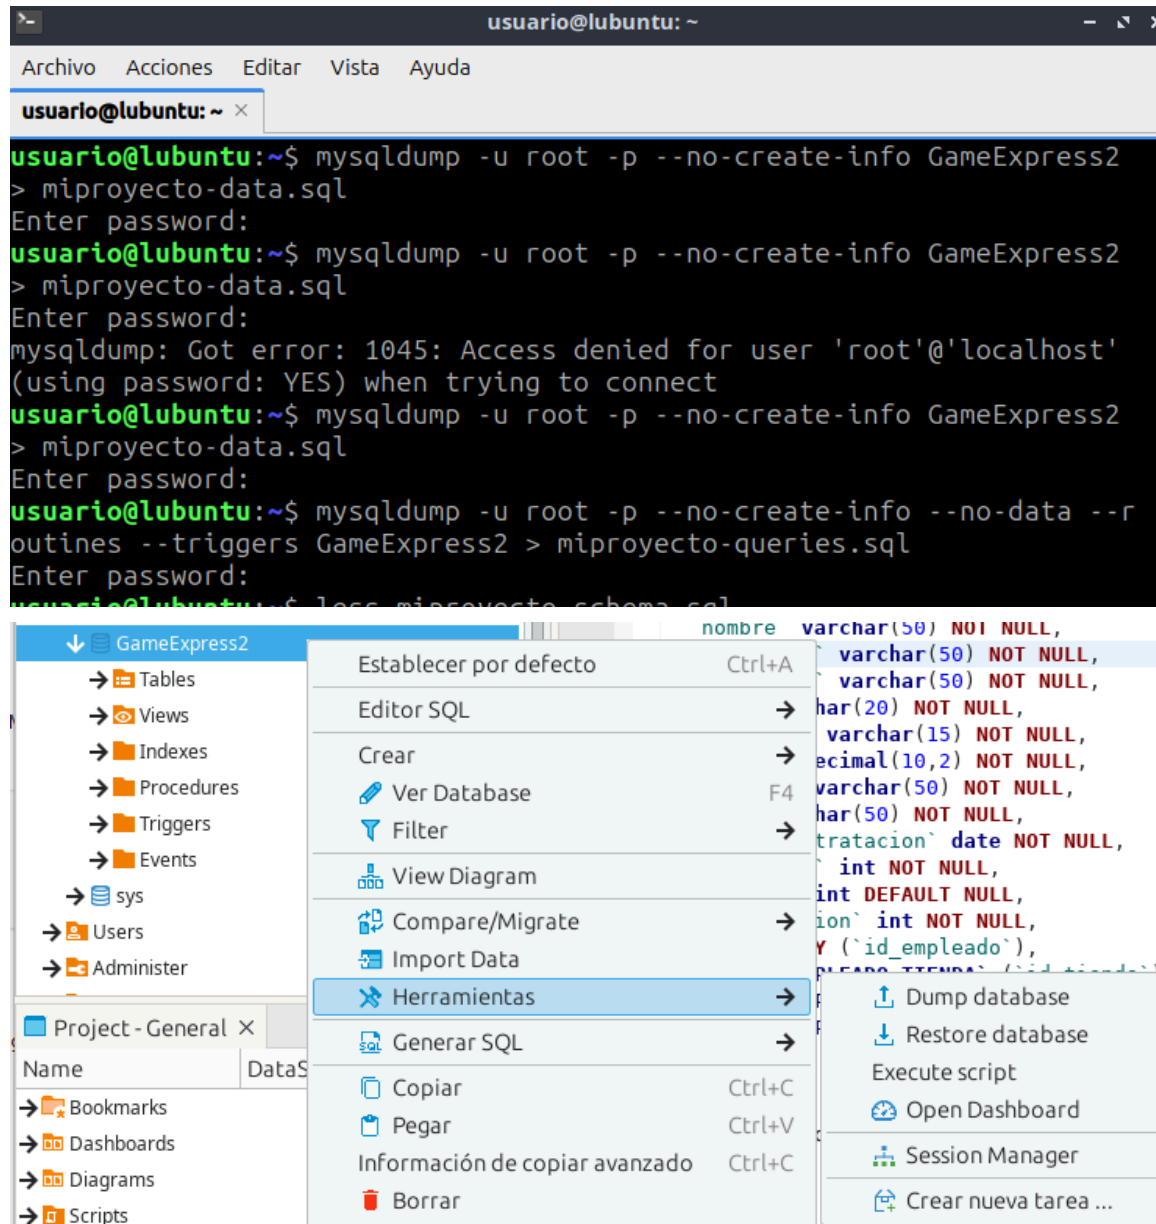 usuario@lubuntu: ~
Archivo Acciones Editar Vista Ayuda
usuario@lubuntu: ~
usuario@lubuntu:~$ mysqldump -u root -p --no-create-info GameExpress2
> miproyecto-data.sql
Enter password:
usuario@lubuntu:~$ mysqldump -u root -p --no-create-info GameExpress2
> miproyecto-data.sql
Enter password:
mysqldump: Got error: 1045: Access denied for user 'root'@'localhost'
(using password: YES) when trying to connect
usuario@lubuntu:~$ mysqldump -u root -p --no-create-info GameExpress2
> miproyecto-data.sql
Enter password:
usuario@lubuntu:~$ mysqldump -u root -p --no-create-info --no-data --r
outines --triggers GameExpress2 > miproyecto-queries.sql
Enter password:
usuario@lubuntu:~$ less miproyecto-schema.sql
GameExpress2
Tables
Views
Indexes
Procedures
Triggers
Events
sys
Users
Administer
Project - General
Name DataS
Bookmarks
Dashboards
Diagrams
Scripts
Establecer por defecto Ctrl+A
Editor SQL
Crear
Ver Database F4
Filter
View Diagram
Compare/Migrate
Import Data
Herramientas
Generar SQL
Copiar Ctrl+C
Pegar Ctrl+V
Información de copiar avanzado Ctrl+C
Borrar
nombre varchar(50) NOT NULL,
` varchar(50) NOT NULL,
` varchar(50) NOT NULL,
har(20) NOT NULL,
varchar(15) NOT NULL,
ecimal(10,2) NOT NULL,
varchar(50) NOT NULL,
har(50) NOT NULL,
tratacion` date NOT NULL,
` int NOT NULL,
int DEFAULT NULL,
ion` int NOT NULL,
Y (`id_empleado`),
PLEADO_TIENDA` (`id_tienda`)
Dump database
Restore database
Execute script
Open Dashboard
Session Manager
Crear nueva tarea ...